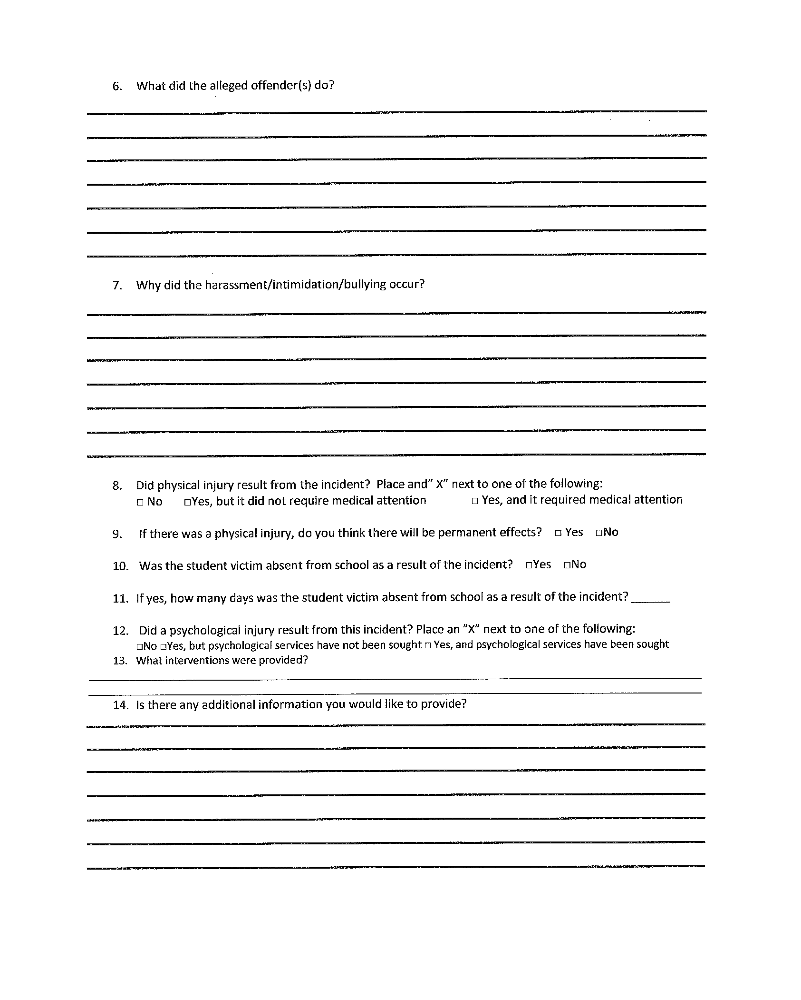 6. What did the alleged offender(s) do?
7. Why did the harassment/intimidation/bullying occur?
8. Did physical injury result from the incident? Place and” X” next to one of the following:
□ No □Yes, but it did not require medical attention □ Yes, and it required medical attention
9. If there was a physical injury, do you think there will be permanent effects? □ Yes □No
10. Was the student victim absent from school as a result of the incident? □Yes □No
11. If yes, how many days was the student victim absent from school as a result of the incident?______
12. Did a psychological injury result from this incident? Place an ”X” next to one of the following:
□No □Yes, but psychological services have not been sought □ Yes, and psychological services have been sought
13. What interventions were provided?
14. Is there any additional information you would like to provide?